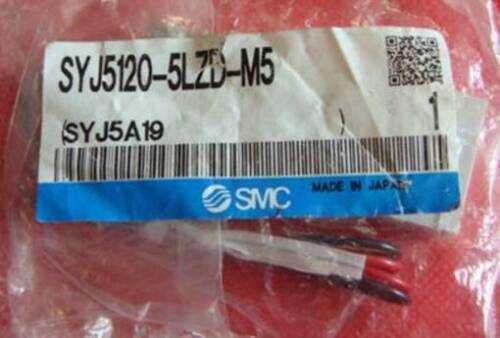 SYJ5120-5LZD-M5
(SYJ5A19 )
1
SMC
MADE IN JAPAN